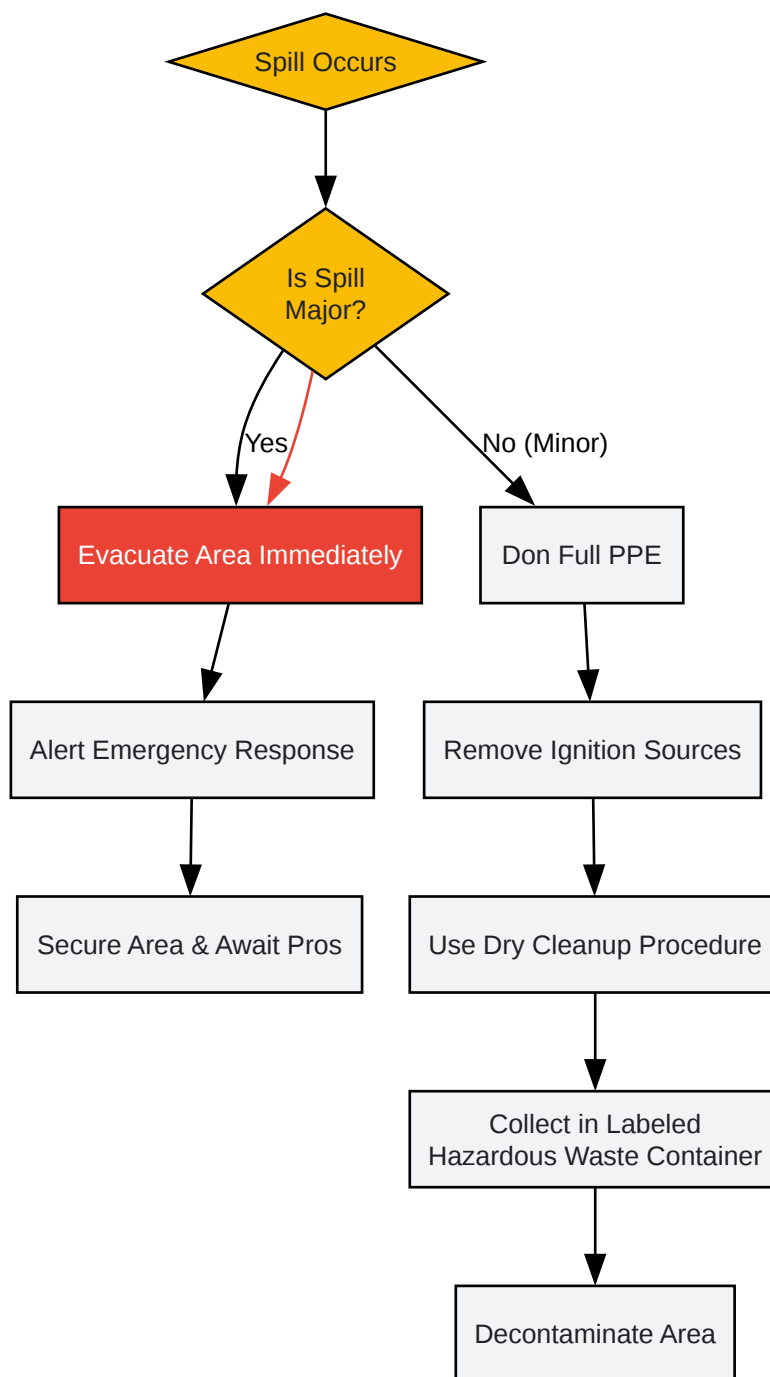 Spill Occurs
Is Spill
Major?
Yes
No (Minor)
Evacuate Area Immediately
Don Full PPE
Alert Emergency Response
Remove Ignition Sources
Secure Area & Await Pros
Use Dry Cleanup Procedure
Collect in Labeled
Hazardous Waste Container
Decontaminate Area